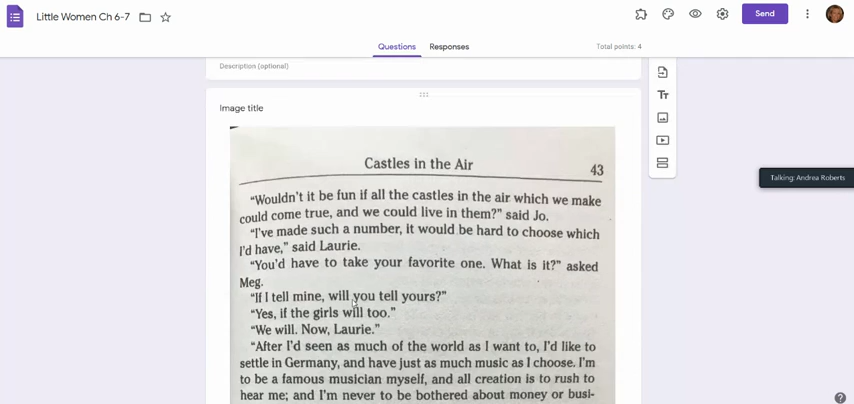 Little Women Ch 6-7
Send
Questions
Responses
Total points: 4
Description (optional)
Image title
Tт
Castles in the Air
43
Talking: Andrea Roberts
“Wouldn't it be fun if all the castles in the air which we make
could come true, and we could live in them?” said Jo.
“I've made such a number, it would be hard to choose which
I'd have,” said Laurie.
“You'd have to take your favorite one. What is it?” asked
Meg.
“If I tell mine, will you tell yours?”
“Yes, if the girls will too.”
“We will. Now, Laurie.”
“After I'd seen as much of the world as I want to, I'd like to
settle in Germany, and have just as much music as I choose. I'm
to be a famous musician myself, and all creation is to rush to
hear me; and I'm never to be bothered about money or busi-